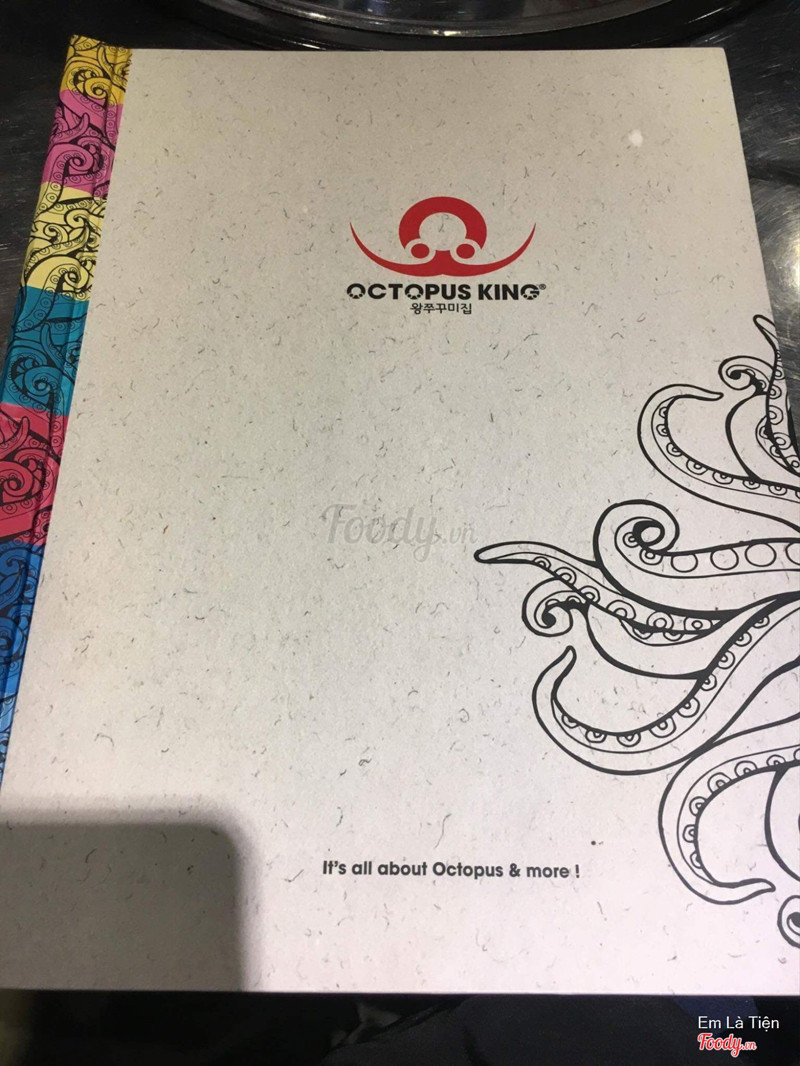 OCTOPUS KING®
왕쭈꾸미집
Foody.vn
It's all about Octopus & more !
Em Là Tiện
Foody.vn